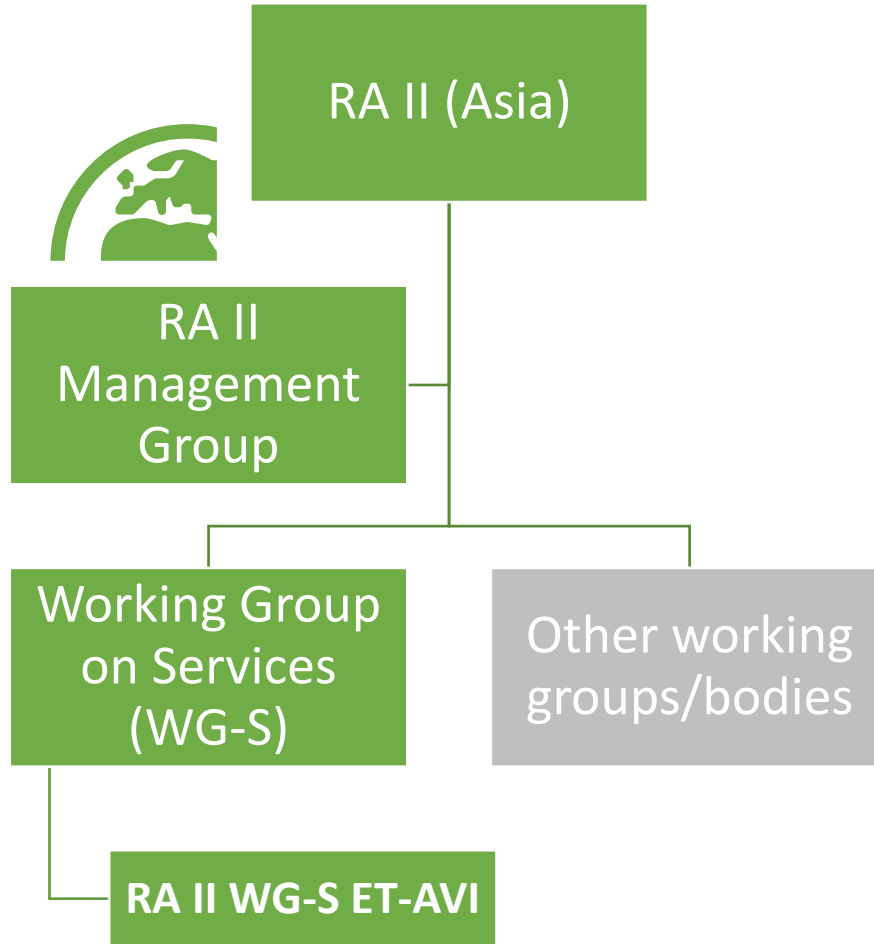 RA II (Asia)
RA II
Management
Group
Working Group
on Services
(WG-S)
Other working
groups/bodies
RA II WG-S ET-AVI